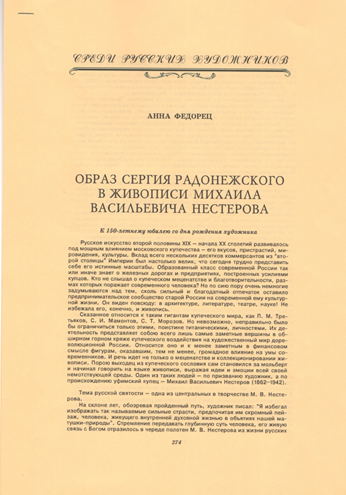 СРЕДИ РУССКИХ ХУДОЖНИКОВ
АННА ФЕДОРЕЦ
ОБРАЗ СЕРГИЯ РАДОНЕЖСКОГО
В ЖИВОПИСИ МИХАИЛА
ВАСИЛЬЕВИЧА НЕСТЕРОВА
К 150-летнему юбилею со дня рождения художника
Русское искусство второй половины XIX – начала XX столетий развивалось
под мощным влиянием московского купечества – его вкусов, пристрастий, ми-
ровидения, культуры. Вклад всего нескольких десятков коммерсантов из "вто-
рой столицы" Империи был настолько велик, что сегодня трудно представить
себе его истинные масштабы. Образованный класс современной России так
или иначе знает о железных дорогах и предприятиях, построенных усилиями
купцов. Кто не слышал о купеческом меценатстве и благотворительности, раз-
мах которых поражает современного человека? Но по сию пору очень немногие
задумываются над тем, сколь сильный и благодатный отпечаток оставило
предпринимательское сообщество старой России на современной ему культур-
ной жизни. Он виден повсюду: в архитектуре, литературе, театре, науке! Не
избежала его, конечно, и живопись.
Сказанное относится к таким гигантам купеческого мира, как П. М. Тре-
тьяков, С. И. Мамонтов, С. Т. Морозов. Но невозможно, неправильно было
бы ограничиться только этими, поистине титаническими, личностями. Их де-
ятельность представляет собою всего лишь самые заметные вершины в об-
ширном горном кряже купеческого воздействия на художественный мир доре-
волюционной России. Относится оно и к менее заметным в финансовом
смысле фигурам, оказавшим, тем не менее, громадное влияние на умы со-
временников. И речь идет не только о меценатстве и коллекционировании жи-
вописи. Порою выходец из купеческого сословия сам становился за мольберт
и начинал говорить на языке живописи, выражая идеи и эмоции всей своей
немотствующей среды. Один из таких людей – по призванию художник, а по
происхождению уфимский купец – Михаил Васильевич Нестеров (1862–1942).
Тема русской святости – одна из центральных в творчестве М. В. Нестерова.
На склоне лет, обозревая пройденный путь, художник писал: "Я избегал
изображать так называемые сильные страсти, предпочитая им скромный пей-
заж, человека, живущего внутренней духовной жизнью в объятиях нашей ма-
тушки-природы". Стремление передавать глубинную суть человека, его живую
связь с Богом отразилось в череде полотен М. В. Нестерова из жизни русских
274